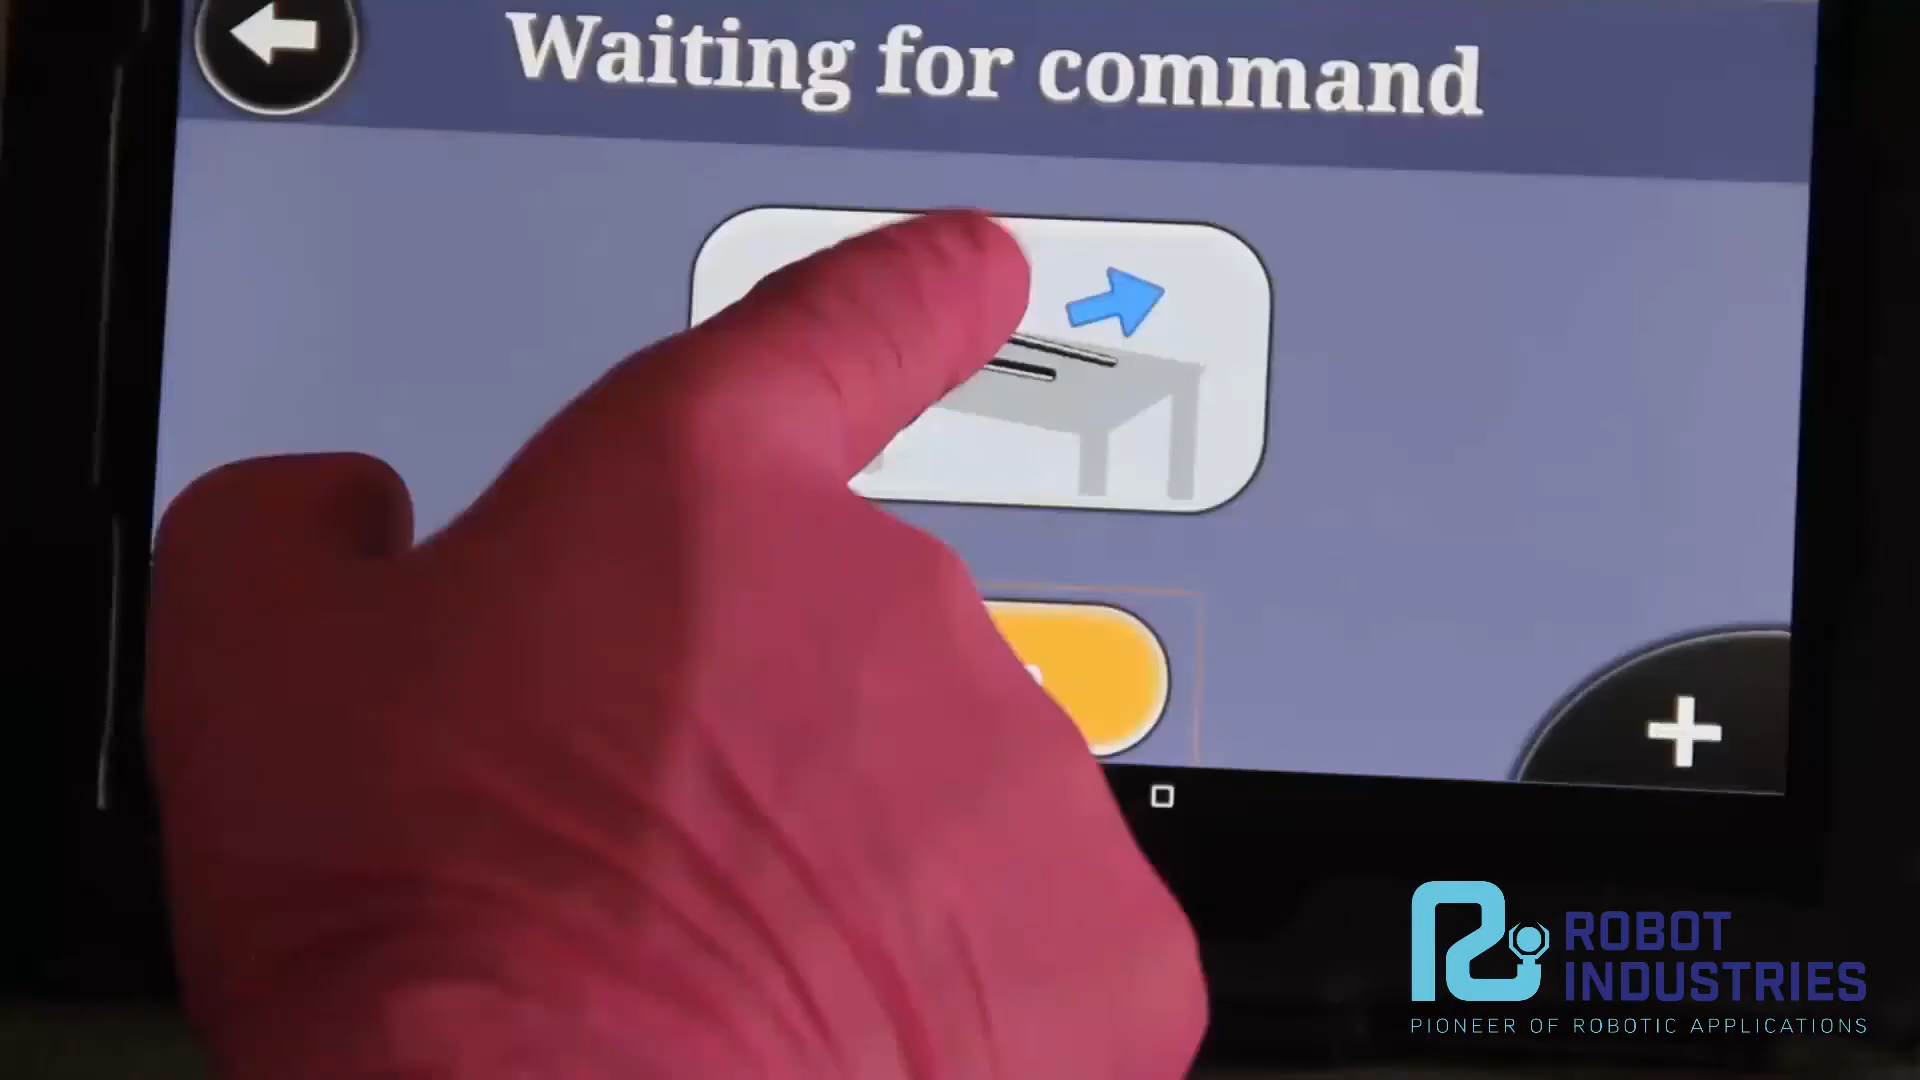 Waiting for command
ROBOT
INDUSTRIES
PIONEER OF ROBOTIC APPLICATIONS